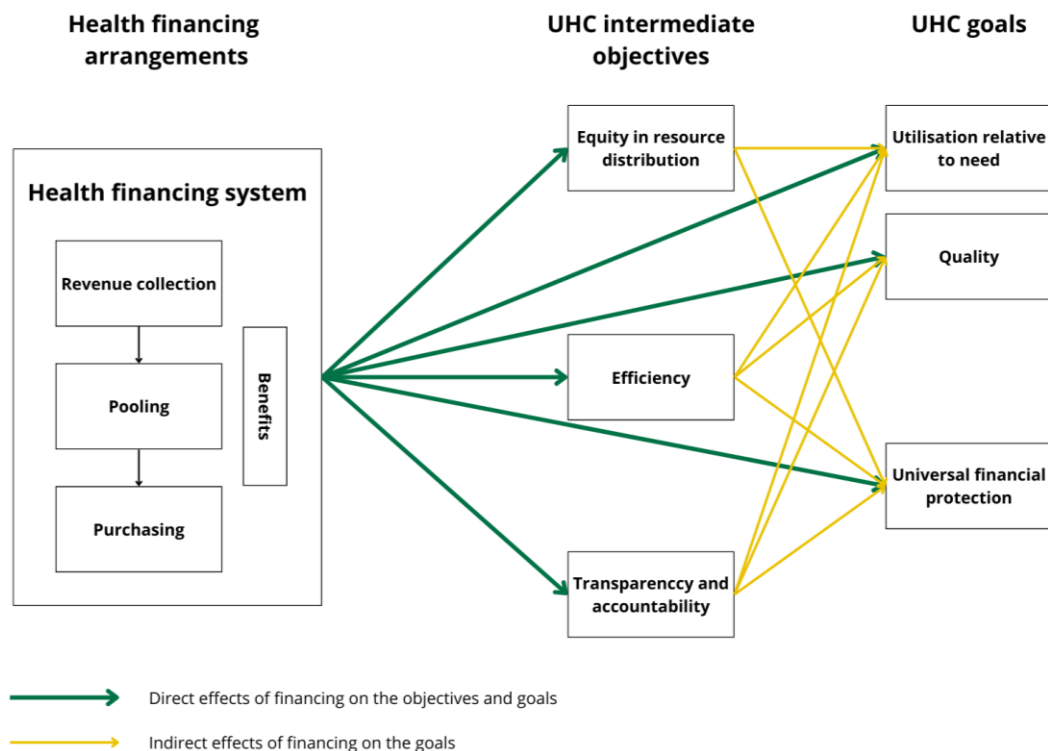 Health financing
arrangements
UHC intermediate
objectives
UHC goals
Health financing system
Revenue collection
Pooling
Purchasing
Benefits
Equity in resource
distribution
Efficiency
Transparenccy and
accountability
Utilisation relative
to need
Quality
Universal financial
protection
Direct effects of financing on the objectives and goals
Indirect effects of financing on the goals